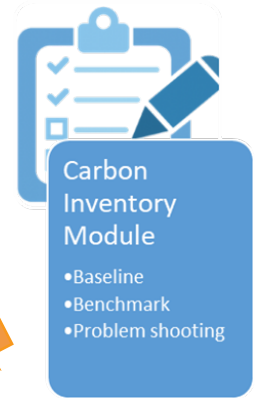 Carbon
Inventory
Module
•Baseline
•Benchmark
•Problem shooting